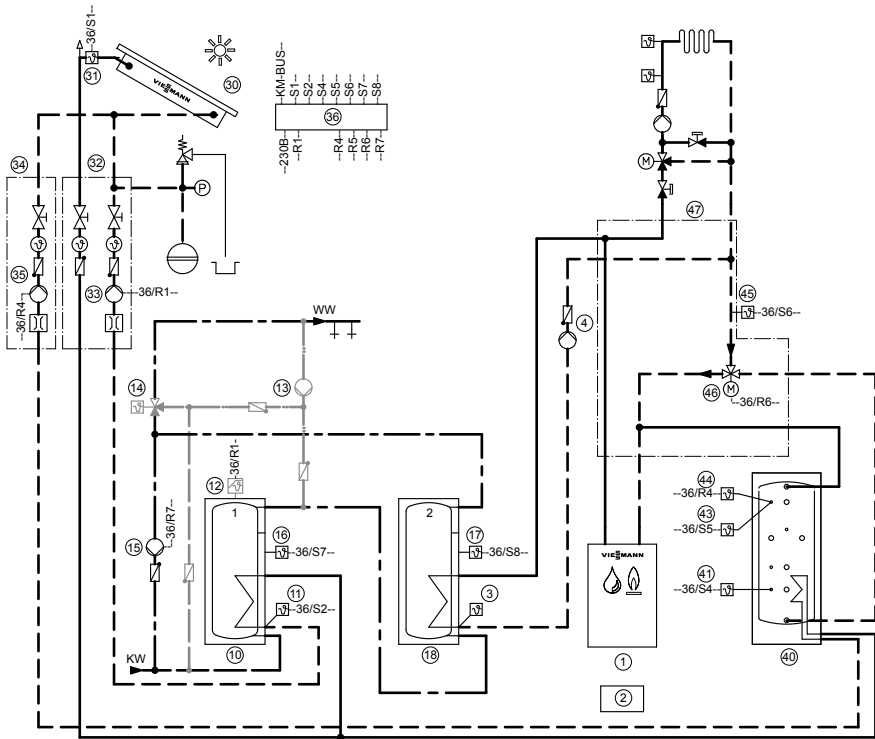 --36/S1--
31
VIESMANN
30
--KM-BUS--
--S1--
--S2--
--S4--
--S5--
--S6--
--S7--
--S8--
36
--230B--
--R1--
--R4--
--R5--
--R6--
--R7--
34
32
P
M
47
35
--36/R4--
33
---36/R1--
WW
4
45
--36/S6--
14
13
46
M
--36/R6--
12
--36/R1-
1
2
44
--36/R4--
43
--36/S5--
15
--36/R7--
16
--36/S7--
17
--36/S8--
VIESMANN
11
--36/S2--
3
41
--36/S4--
KW
10
18
1
40
2